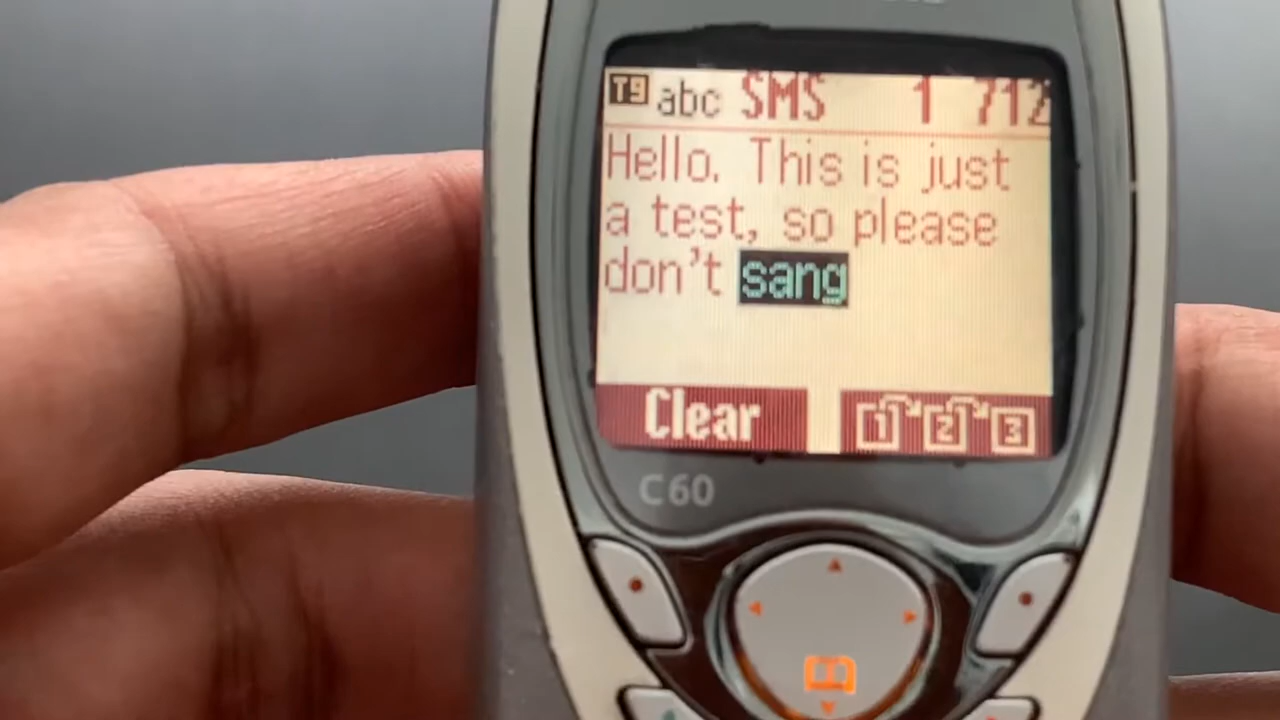 T9 abc SMS 1 712
Hello. This is just
a test, so please
don't sang
Clear 1 2 3
C60